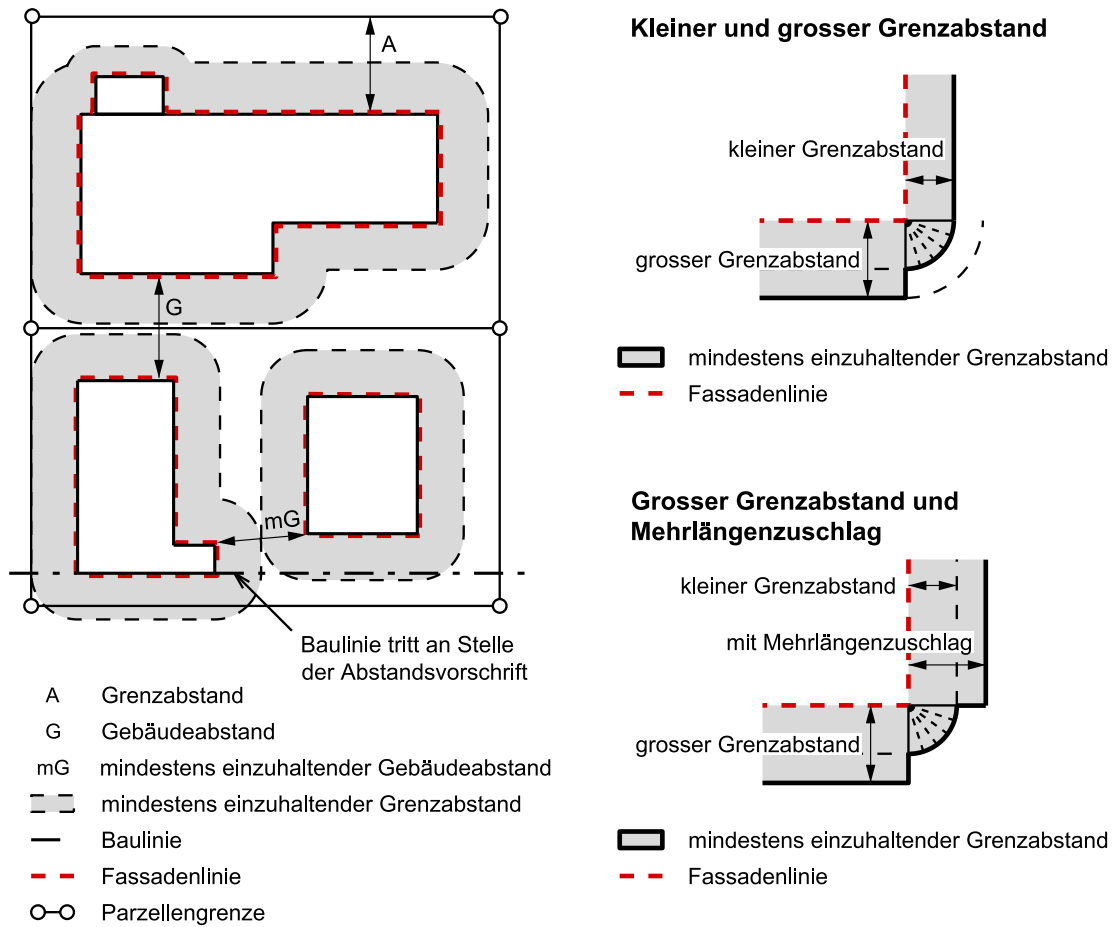 A
G
mG
Baulinie tritt an Stelle
der Abstandsvorschrift
A Grenzabstand
G Gebäudeabstand
mG mindestens einzuhaltender Gebäudeabstand
mindestens einzuhaltender Grenzabstand
Baulinie
Fassadenlinie
Parzellengrenze
Kleiner und grosser Grenzabstand
kleiner Grenzabstand
grosser Grenzabstand
mindestens einzuhaltender Grenzabstand
Fassadenlinie
Grosser Grenzabstand und
Mehrlängenzuschlag
kleiner Grenzabstand
mit Mehrlängenzuschlag
grosser Grenzabstand
mindestens einzuhaltender Grenzabstand
Fassadenlinie